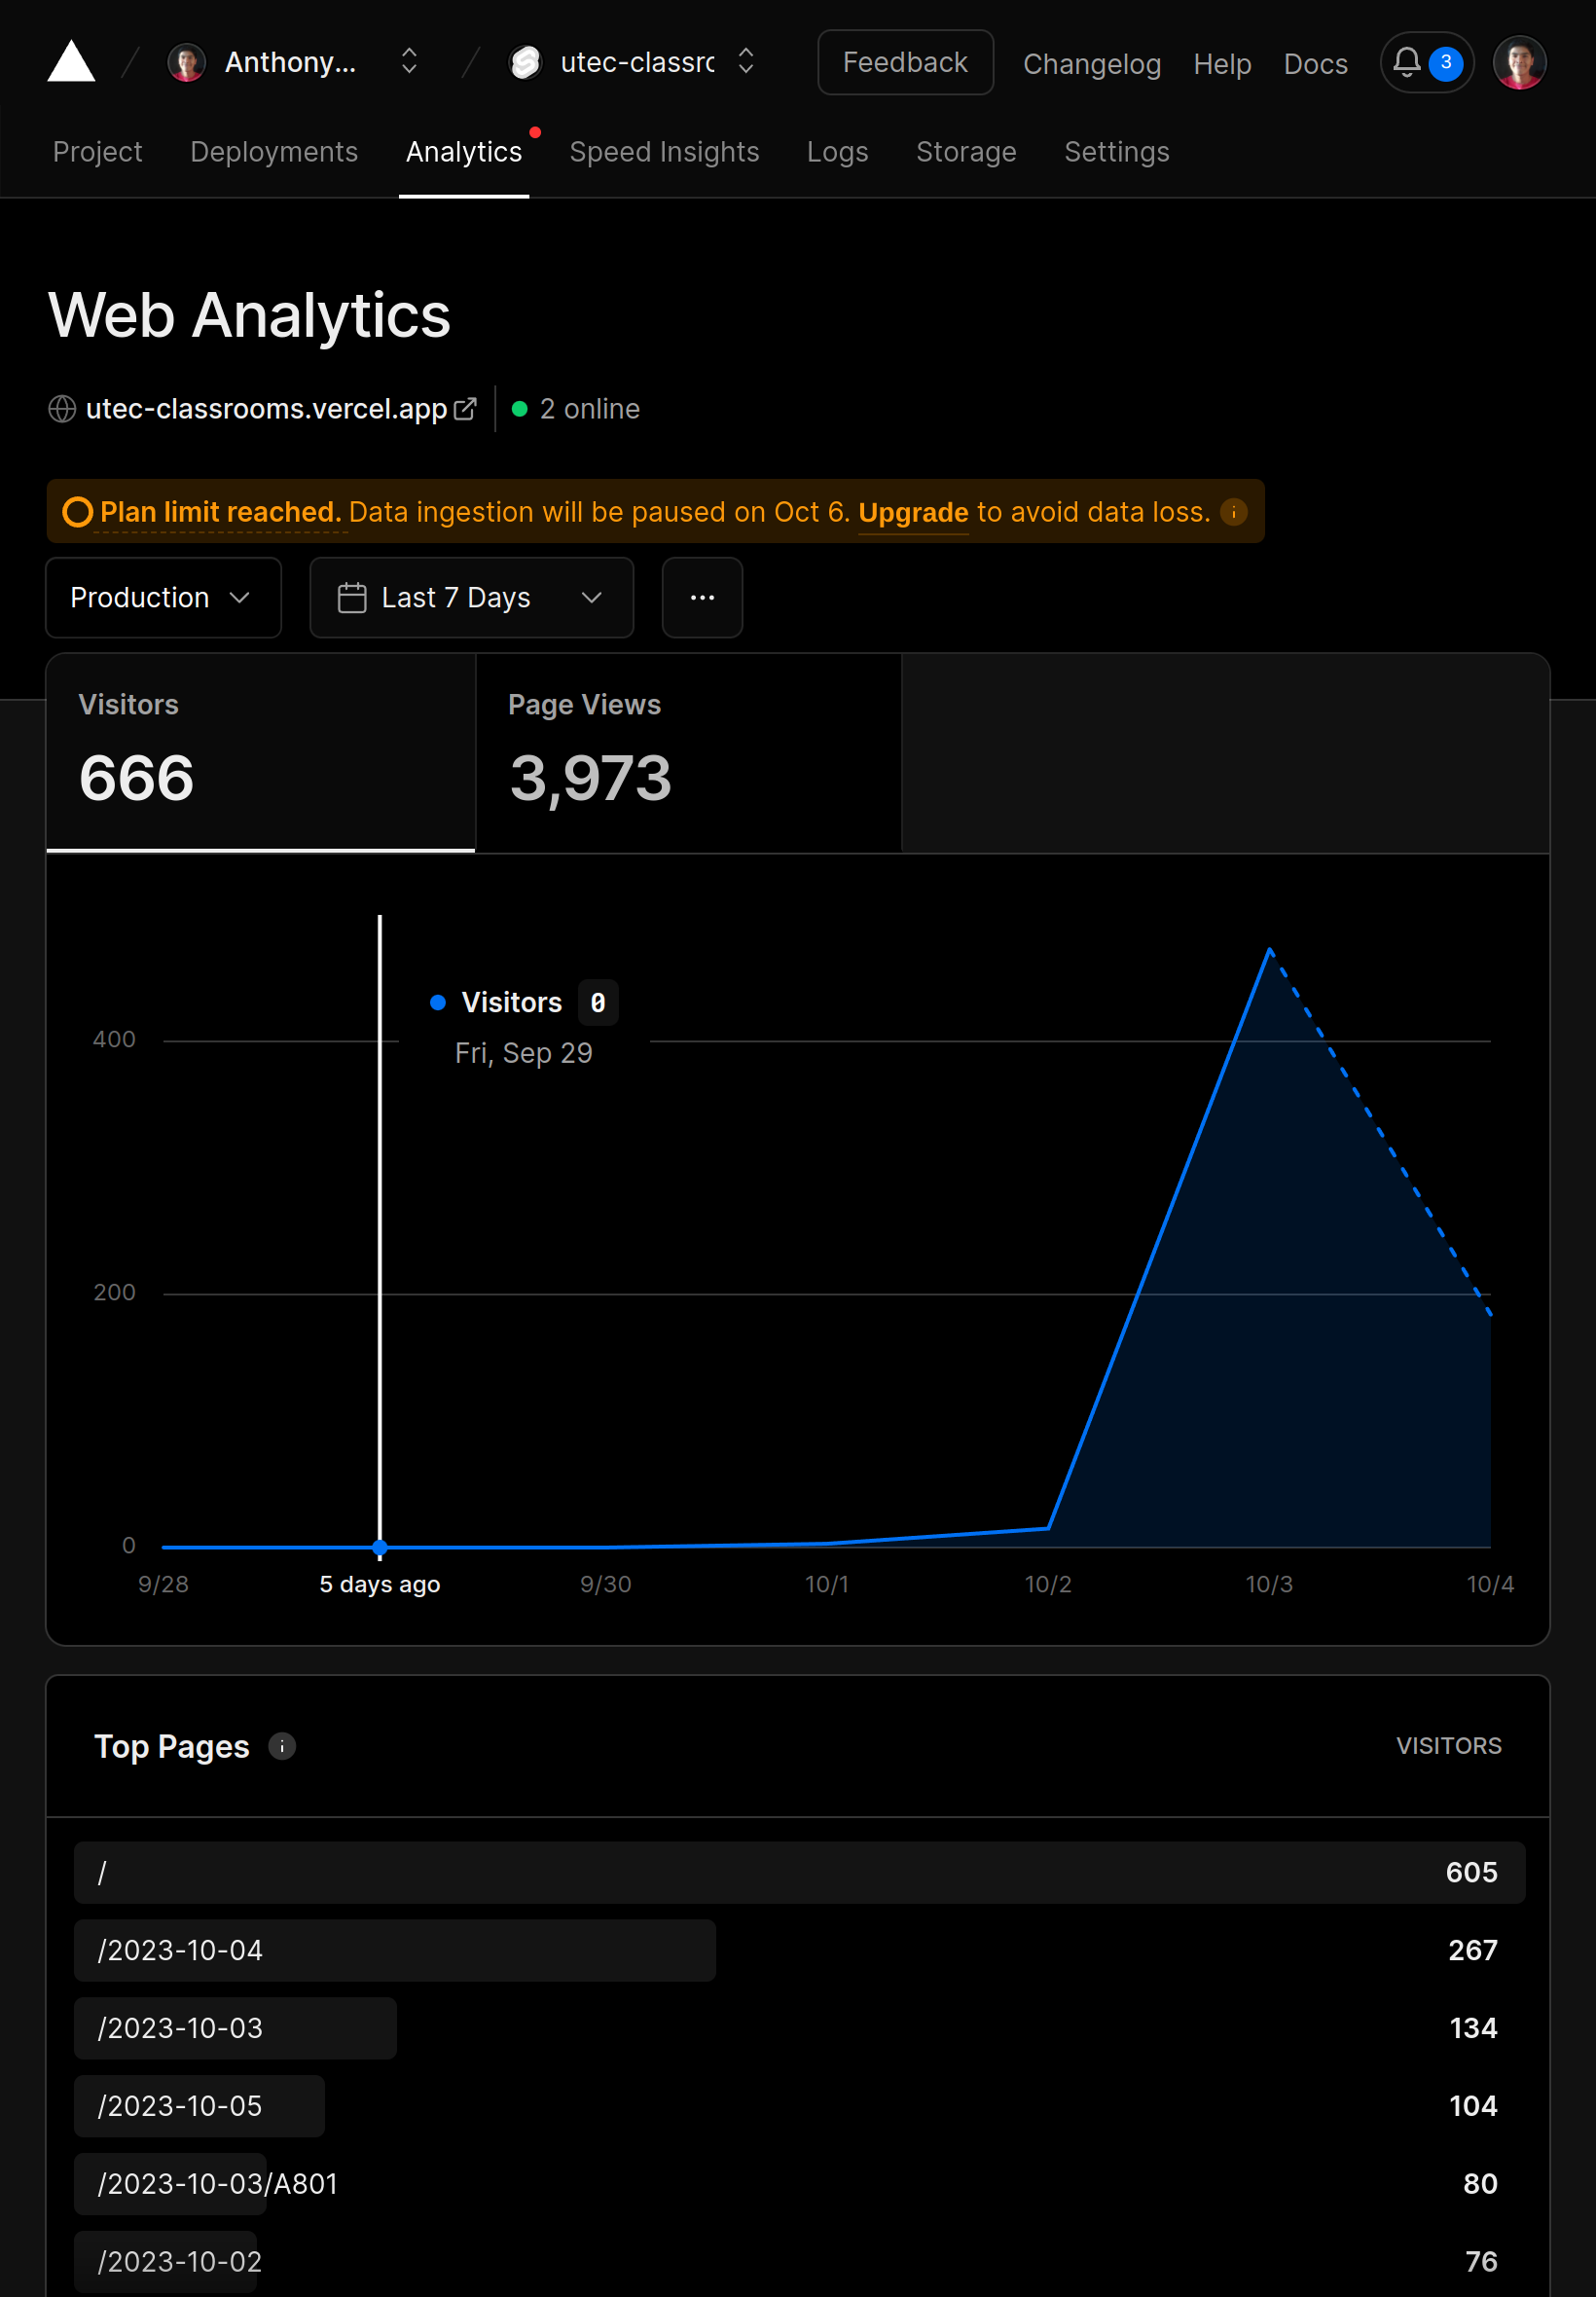 Anthony... utec-classro Feedback Changelog Help Docs 3
Project Deployments Analytics Speed Insights Logs Storage Settings
Web Analytics
utec-classrooms.vercel.app 2 online
Plan limit reached. Data ingestion will be paused on Oct 6. Upgrade to avoid data loss.
Production Last 7 Days
Visitors Page Views
666 3,973
Visitors 0
400
Fri, Sep 29
200
0
9/28 5 days ago 9/30 10/1 10/2 10/3 10/4
Top Pages VISITORS
/ 605
/2023-10-04 267
/2023-10-03 134
/2023-10-05 104
/2023-10-03/A801 80
/2023-10-02 76